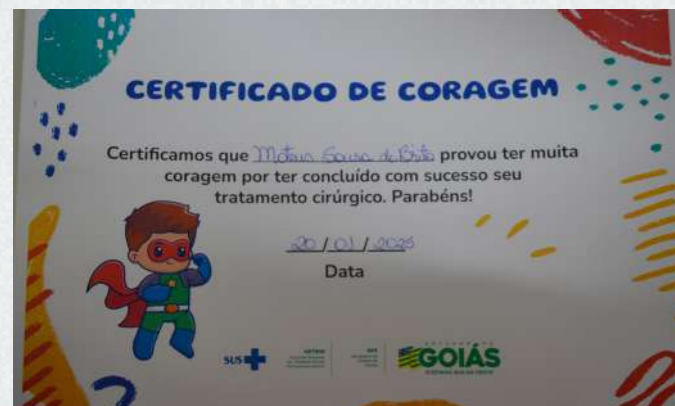 CERTIFICADO DE CORAGEM
Certificamos que Mateus Sousa de Brito provou ter muita
coragem por ter concluído com sucesso seu
tratamento cirúrgico. Parabéns!
20 / 01 / 2025
Data
SUS
GOIÁS